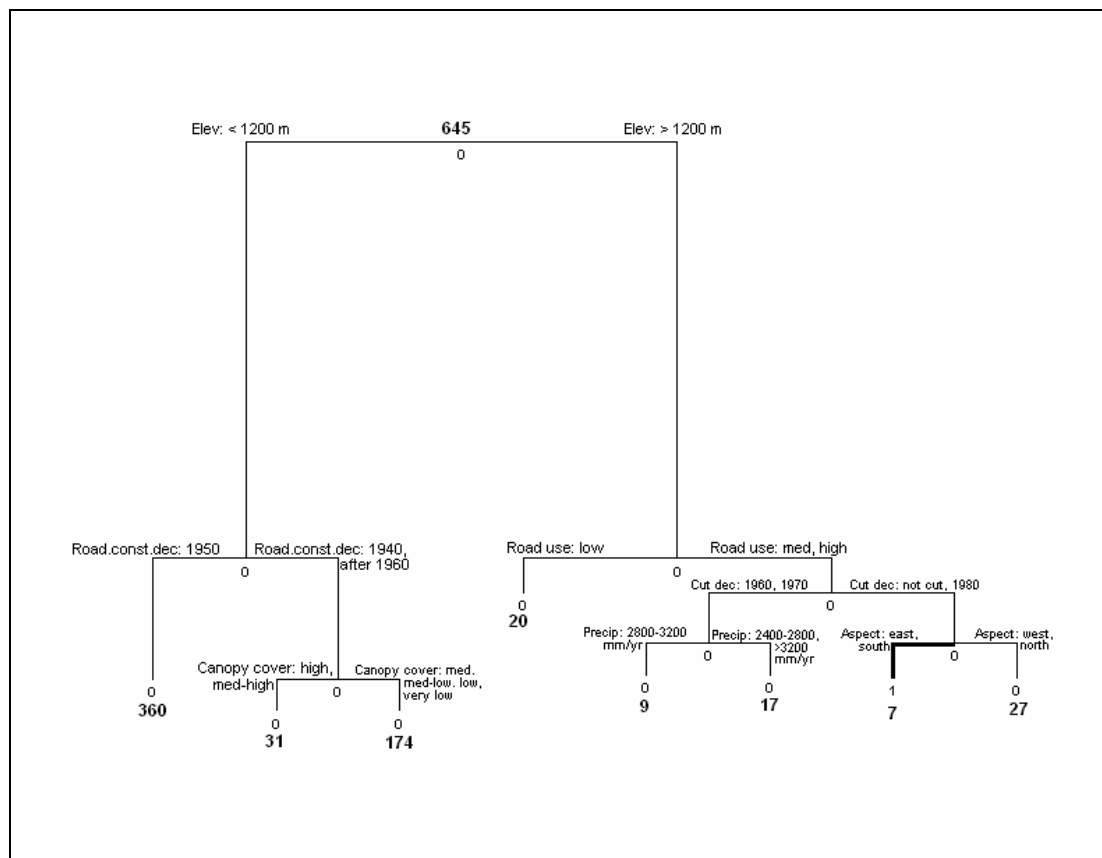 Elev: < 1200 m
645
Elev: > 1200 m
0
Road.const.dec: 1950
Road.const.dec: 1940,
after 1960
0
Road use: low
Road use: med, high
0
Cut dec: 1960, 1970
Cut dec: not cut, 1980
0
0
20
Precip: 2800-3200
mm/yr
Precip: 2400-2800,
>3200
mm/yr
0
Aspect: east,
south
Aspect: west,
north
0
Canopy cover: high,
med-high
Canopy cover: med.
med-low. low,
very low
0
0
360
0
31
0
174
0
9
0
17
1
7
0
27